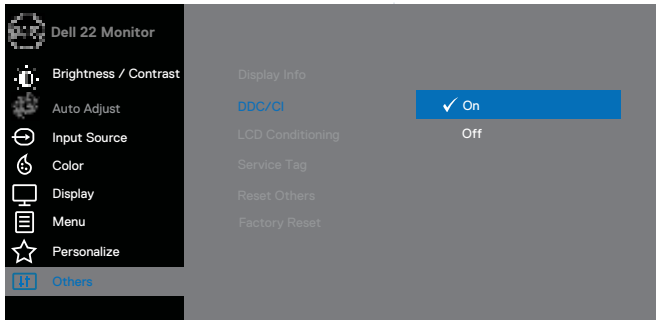 Dell 22 Monitor
Brightness / Contrast
Auto Adjust
Input Source
Color
Display
Menu
Personalize
Others
Display Info
DDC/CI
LCD Conditioning
Service Tag
Reset Others
Factory Reset
On
Off